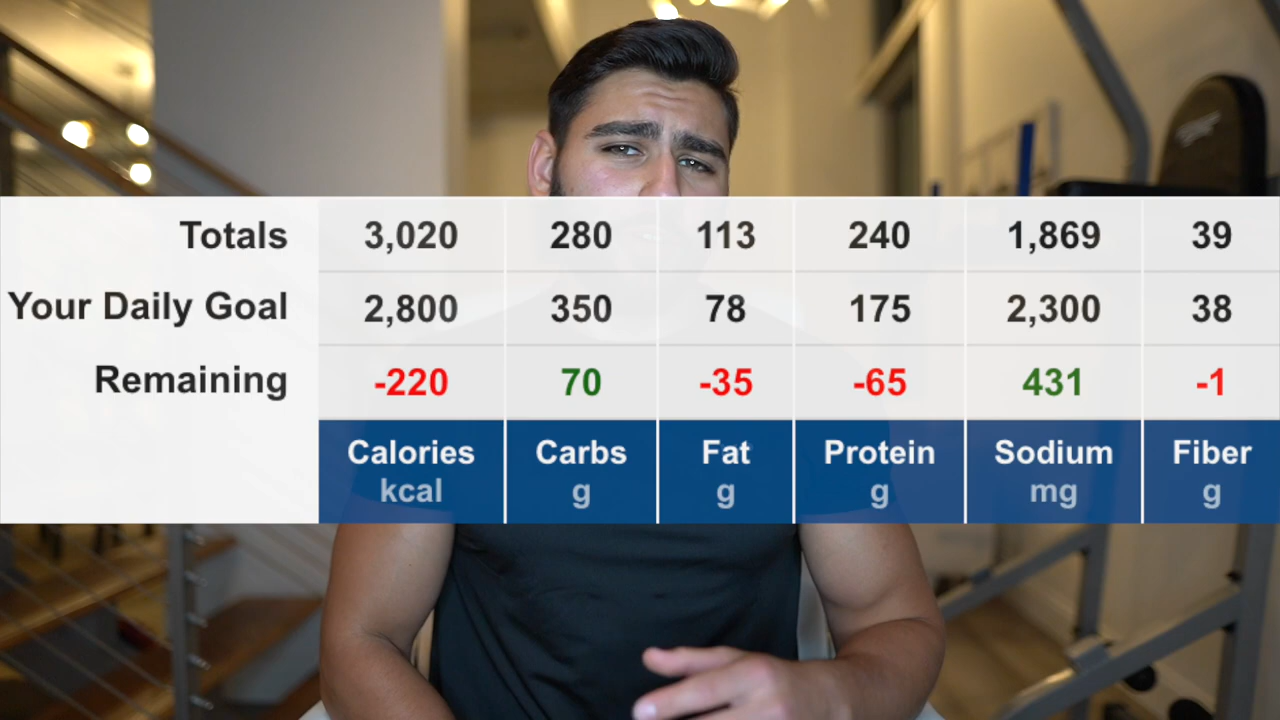 Totals 3,020 280 113 240 1,869 39
Your Daily Goal 2,800 350 78 175 2,300 38
Remaining -220 70 -35 -65 431 -1
Calories Carbs Fat Protein Sodium Fiber
kcal g g g mg g